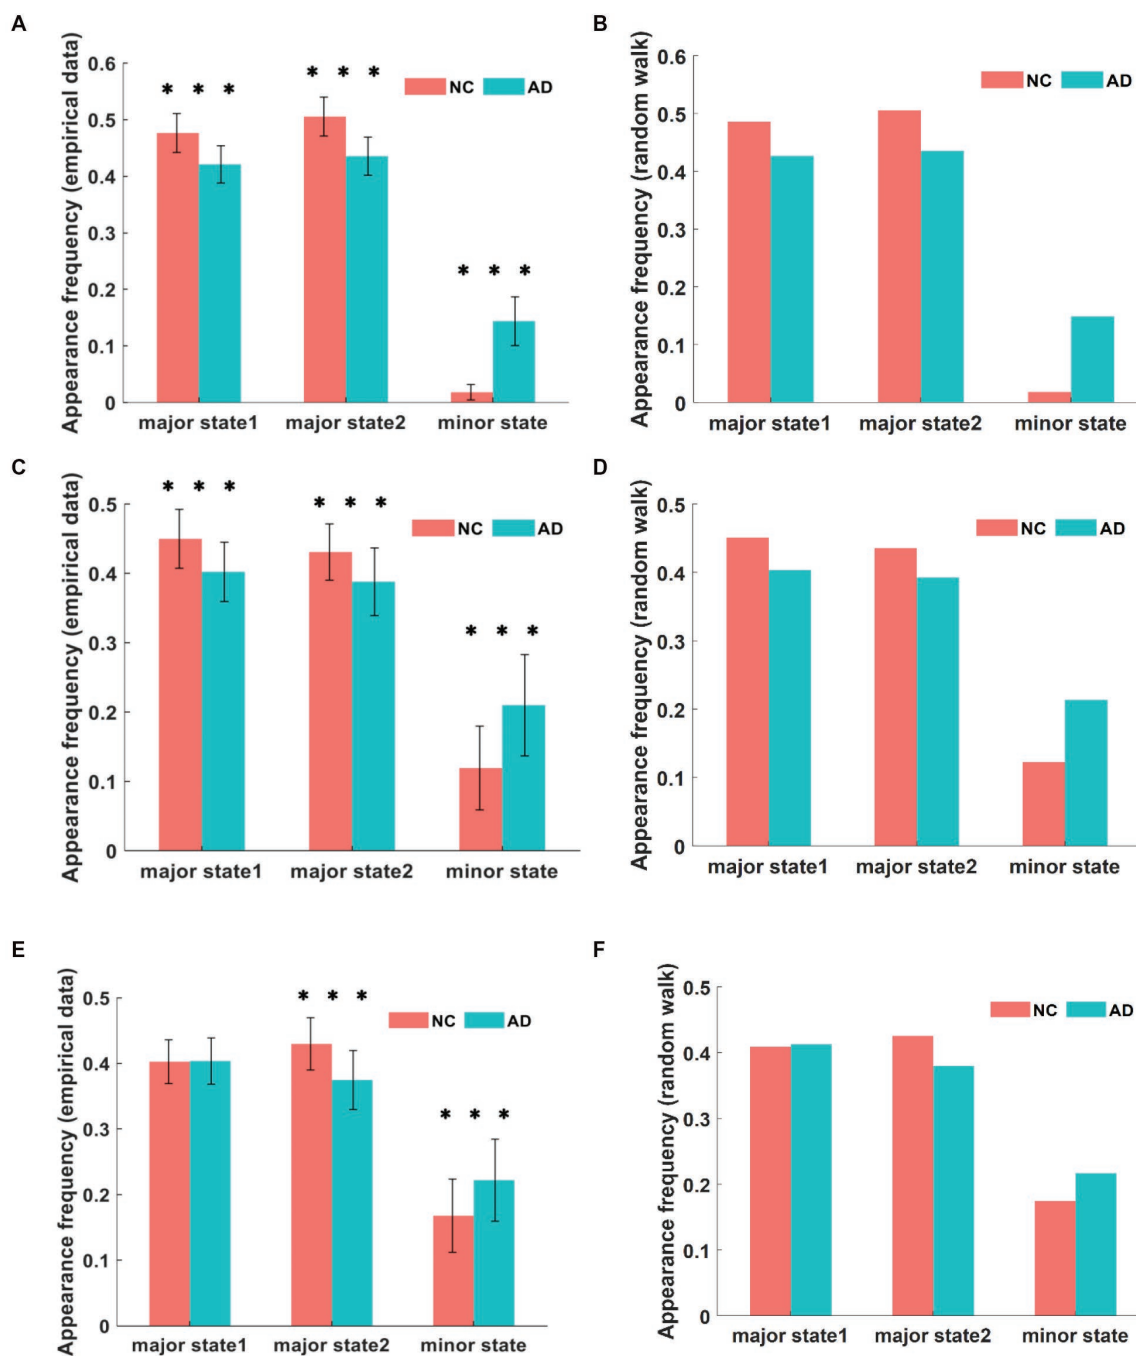 A
Appearance frequency (empirical data)
0.6
0.5
0.4
0.3
0.2
0.1
0
* * *
* * *
* * *
NC AD
major state1 major state2 minor state
B
Appearance frequency (random walk)
0.6
0.5
0.4
0.3
0.2
0.1
0
NC AD
major state1 major state2 minor state
C
Appearance frequency (empirical data)
0.5
0.4
0.3
0.2
0.1
0
* * *
* * *
* * *
NC AD
major state1 major state2 minor state
D
Appearance frequency (random walk)
0.5
0.4
0.3
0.2
0.1
0
NC AD
major state1 major state2 minor state
E
Appearance frequency (empirical data)
0.5
0.4
0.3
0.2
0.1
0
* * *
* * *
NC AD
major state1 major state2 minor state
F
Appearance frequency (random walk)
0.5
0.4
0.3
0.2
0.1
0
NC AD
major state1 major state2 minor state